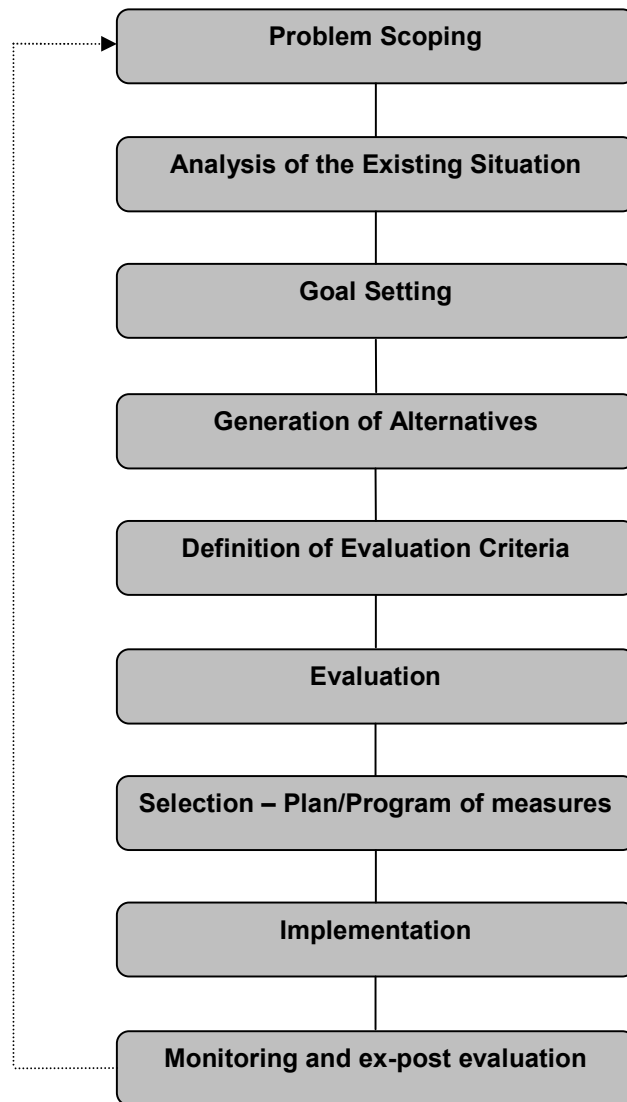 Problem Scoping
Analysis of the Existing Situation
Goal Setting
Generation of Alternatives
Definition of Evaluation Criteria
Evaluation
Selection – Plan/Program of measures
Implementation
Monitoring and ex-post evaluation